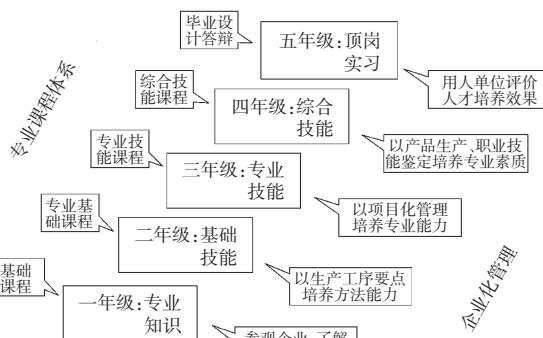 毕业设
计答辩
五年级:顶岗
实习
用人单位评价
人才培养效果
专业课程体系
综合技
能课程
四年级:综合
技能
以产品生产、职业技
能鉴定培养专业素质
专业技
能课程
三年级:专业
技能
以项目化管理
培养专业能力
专业基
础课程
二年级:基础
技能
以生产工序要点
培养方法能力
企业化管理
基础
课程
一年级:专业
知识
参观企业、了解